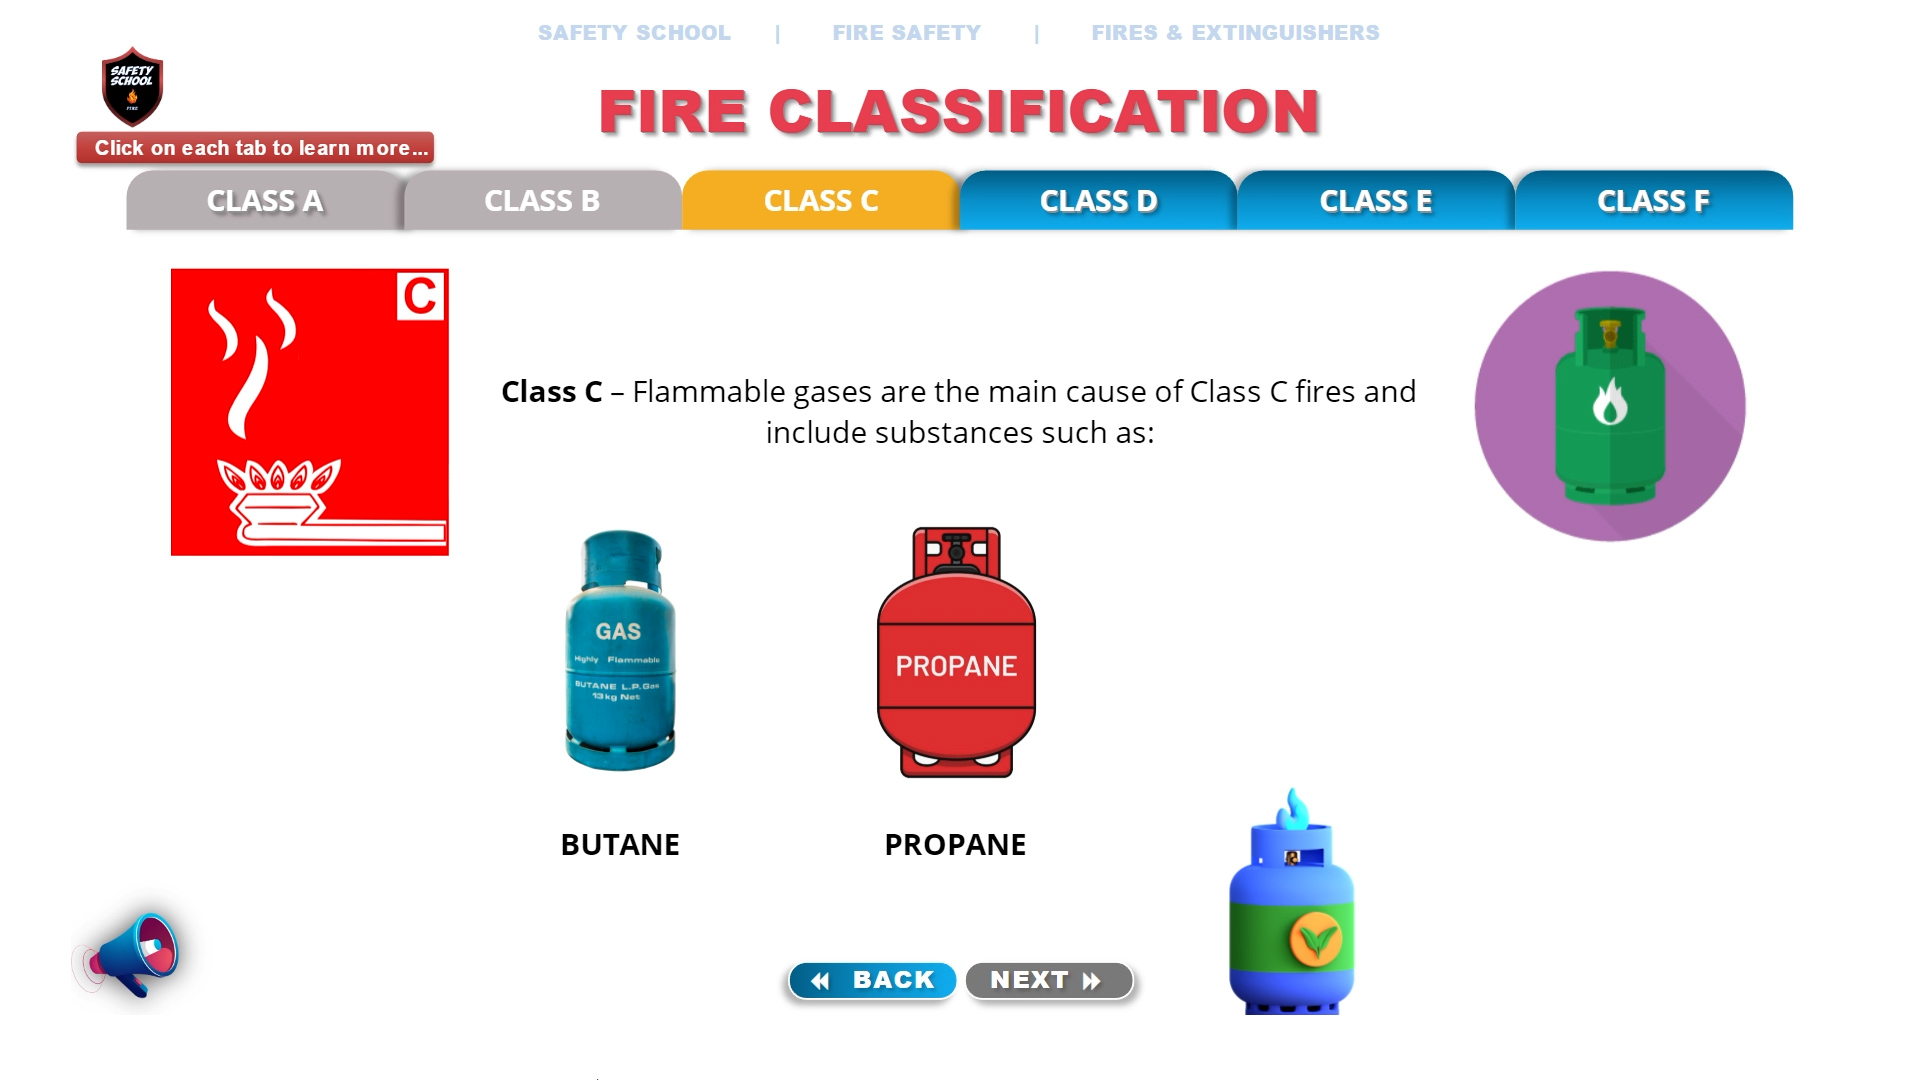 SAFETY SCHOOL | FIRE SAFETY | FIRES & EXTINGUISHERS
SAFETY
SCHOOL
FIRE
FIRE CLASSIFICATION
Click on each tab to learn more...
CLASS A
CLASS B
CLASS C
CLASS D
CLASS E
CLASS F
C
Class C – Flammable gases are the main cause of Class C fires and
include substances such as:
GAS
Highly Flammable
BUTANE L.P.Gas
13kg Net
PROPANE
BUTANE
PROPANE
BACK
NEXT